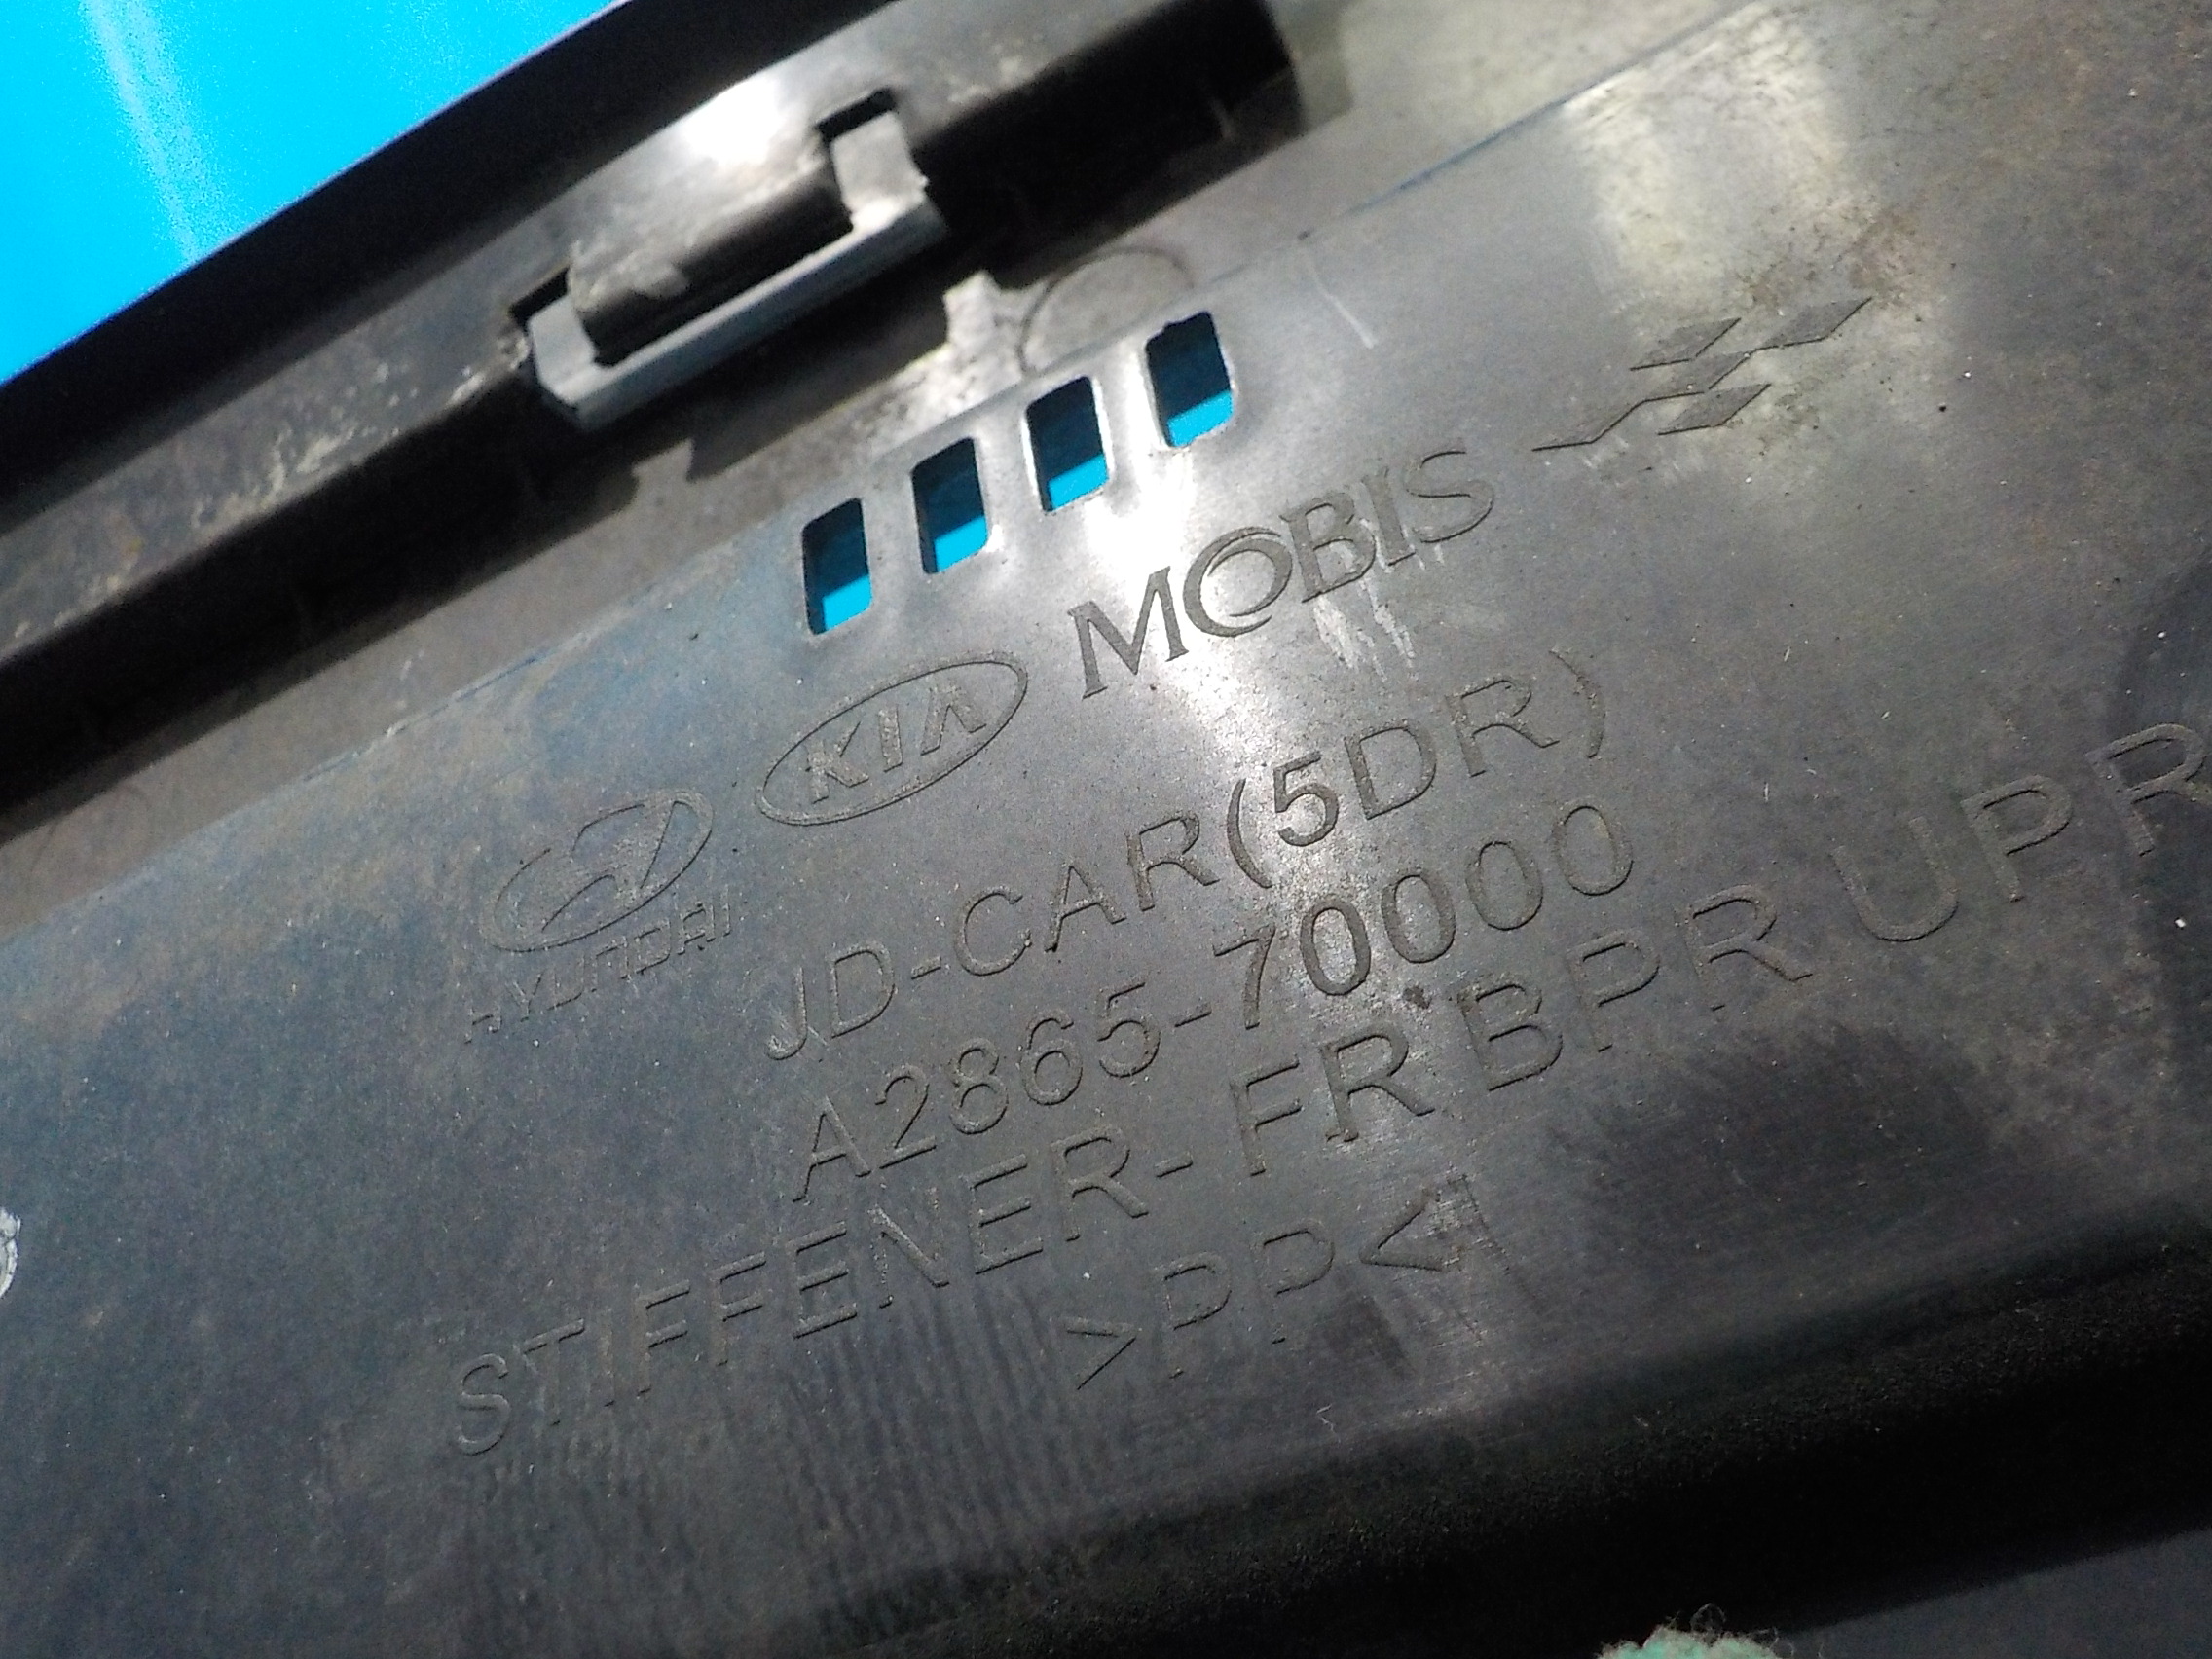 HYUNDAI KIA MOBIS
JD-CAR(5DR)
A2865-70000
STIFFENER- FR BPR UPR
>PP<